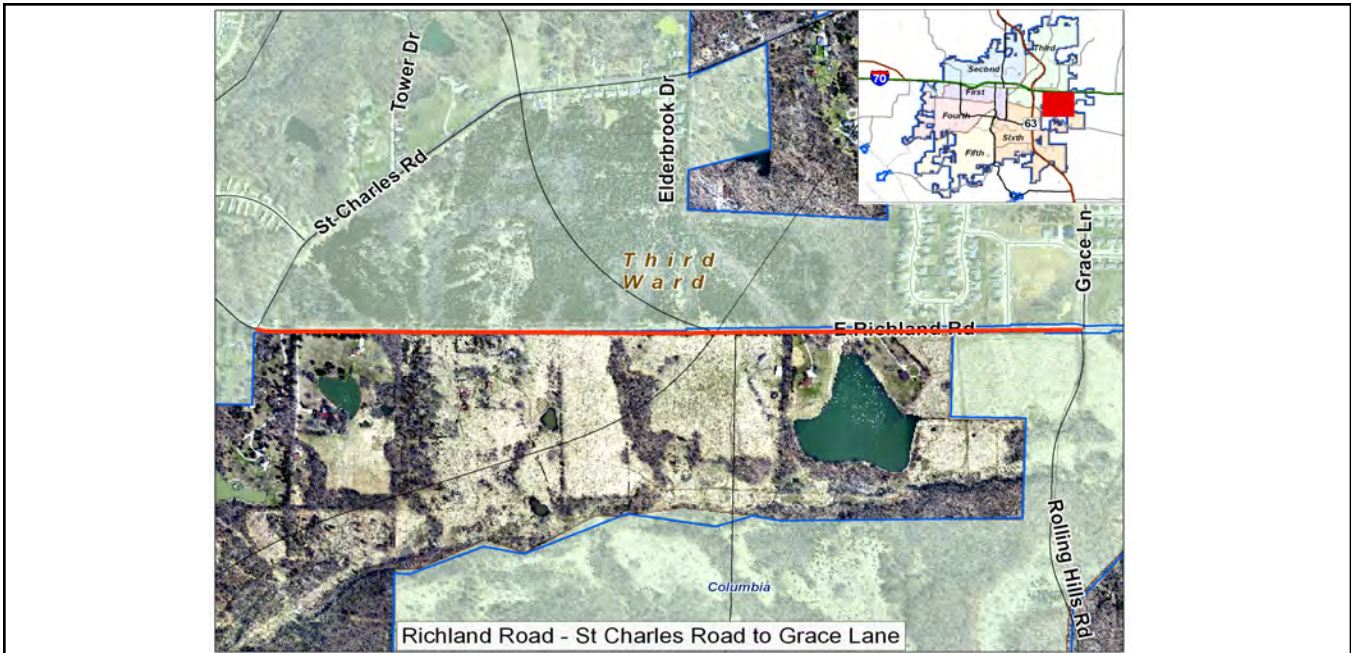 Tower Dr
St Charles Rd
Elderbrook Dr
Third
Ward
E Richland Rd
Grace Ln
Rolling Hills Rd
Columbia
Richland Road - St Charles Road to Grace Lane
70
Second
Third
First
Fourth
63
Sixth
Fifth